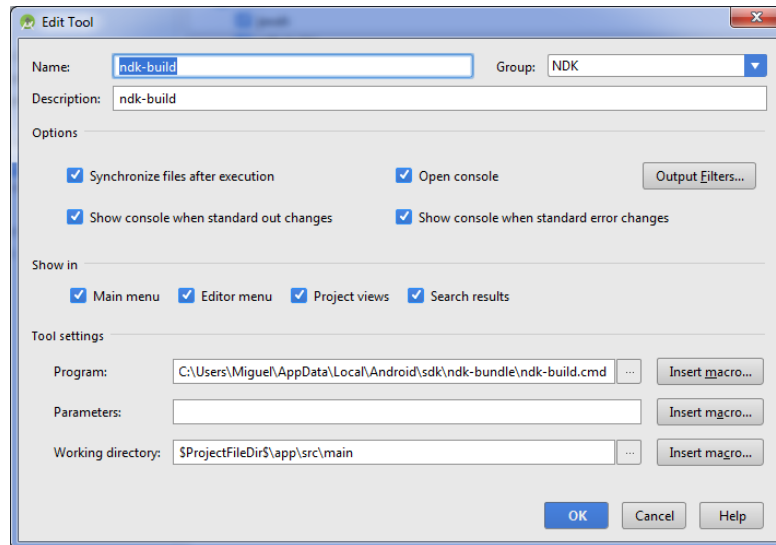 Edit Tool
Name: ndk-build Group: NDK
Description: ndk-build
Options
Synchronize files after execution Open console Output Filters...
Show console when standard out changes Show console when standard error changes
Show in
Main menu Editor menu Project views Search results
Tool settings
Program: C:\Users\Miguel\AppData\Local\Android\sdk\ndk-bundle\ndk-build.cmd ... Insert macro...
Parameters: Insert macro...
Working directory: $ProjectFileDir$\app\src\main ... Insert macro...
OK Cancel Help